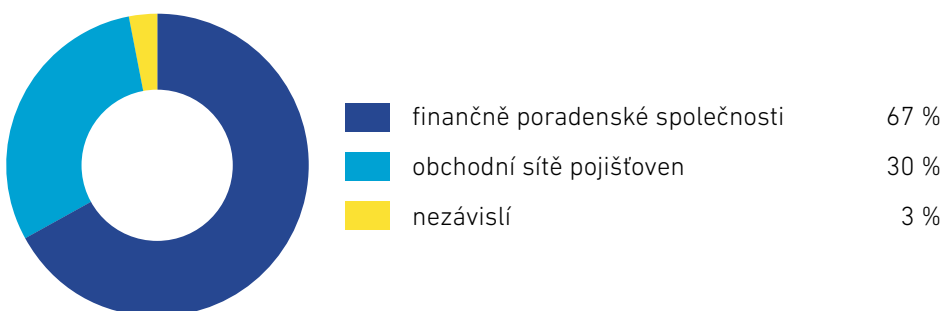 finančně poradenské společnosti 67 %
obchodní sítě pojišťoven 30 %
nezávislí 3 %